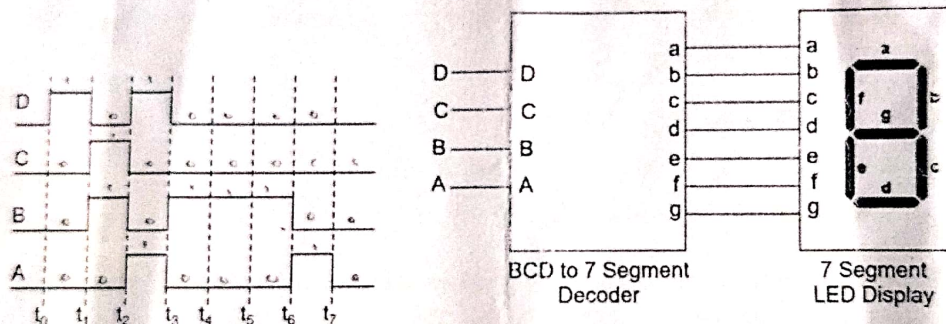 D
C
B
A
t₀ t₁ t₂ t₃ t₄ t₅ t₆ t₇
D D
C C
B B
A A
a a
b b
c c
d d
e e
f f
g g
a
f b
g
e c
d
BCD to 7 Segment
Decoder
7 Segment
LED Display